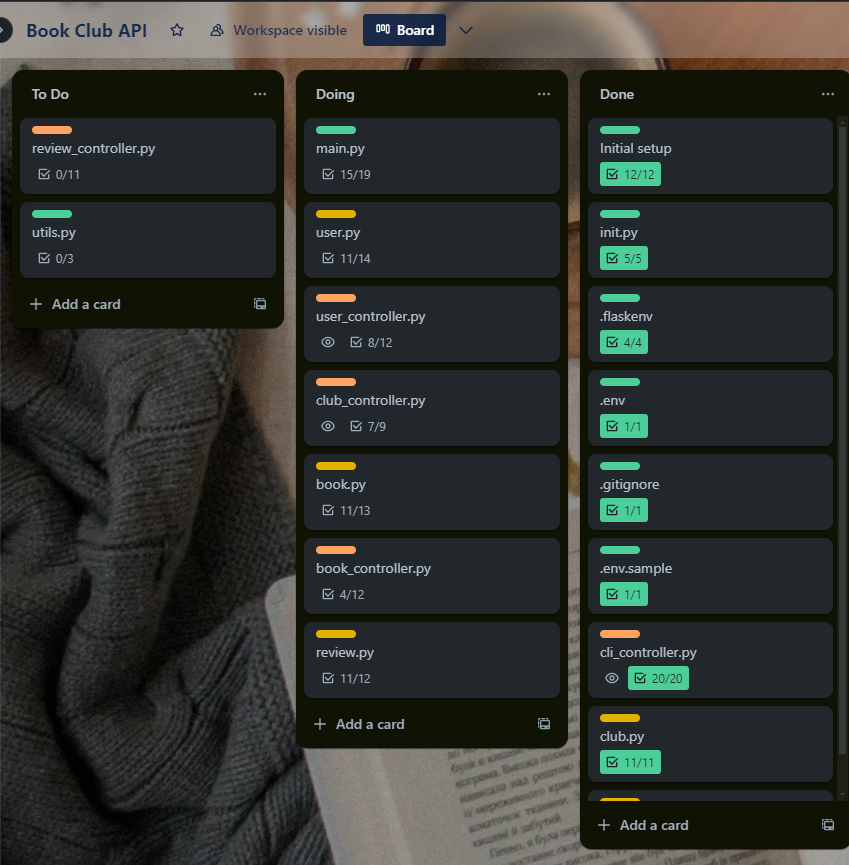 Book Club API
Workspace visible
Board
To Do
review_controller.py
0/11
utils.py
0/3
Add a card
Doing
main.py
15/19
user.py
11/14
user_controller.py
8/12
club_controller.py
7/9
book.py
11/13
book_controller.py
4/12
review.py
11/12
Add a card
Done
Initial setup
12/12
init.py
5/5
.flaskenv
4/4
.env
1/1
.gitignore
1/1
.env.sample
1/1
cli_controller.py
20/20
club.py
11/11
Add a card